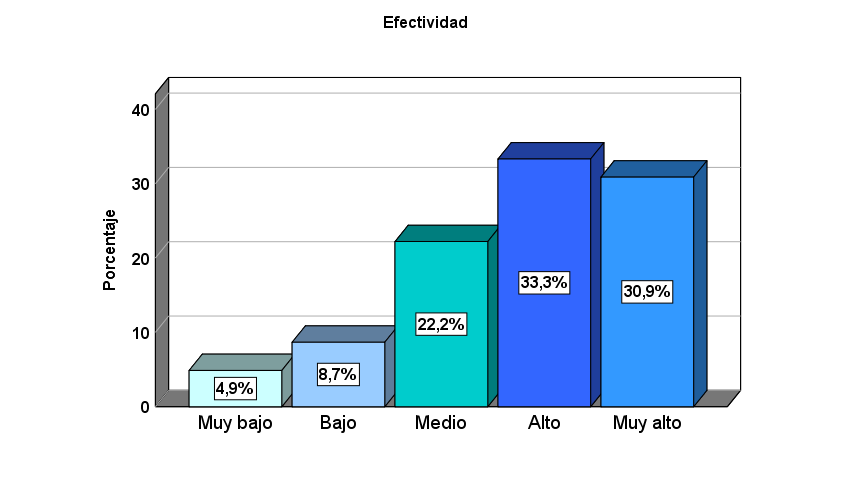 Efectividad
Porcentaje
40
30
20
10
0
4,9%
8,7%
22,2%
33,3%
30,9%
Muy bajo
Bajo
Medio
Alto
Muy alto